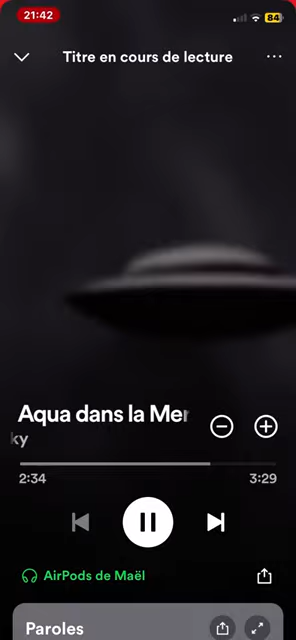 21:42
84
Titre en cours de lecture
Aqua dans la Mer
ky
2:34
3:29
AirPods de Maël
Paroles